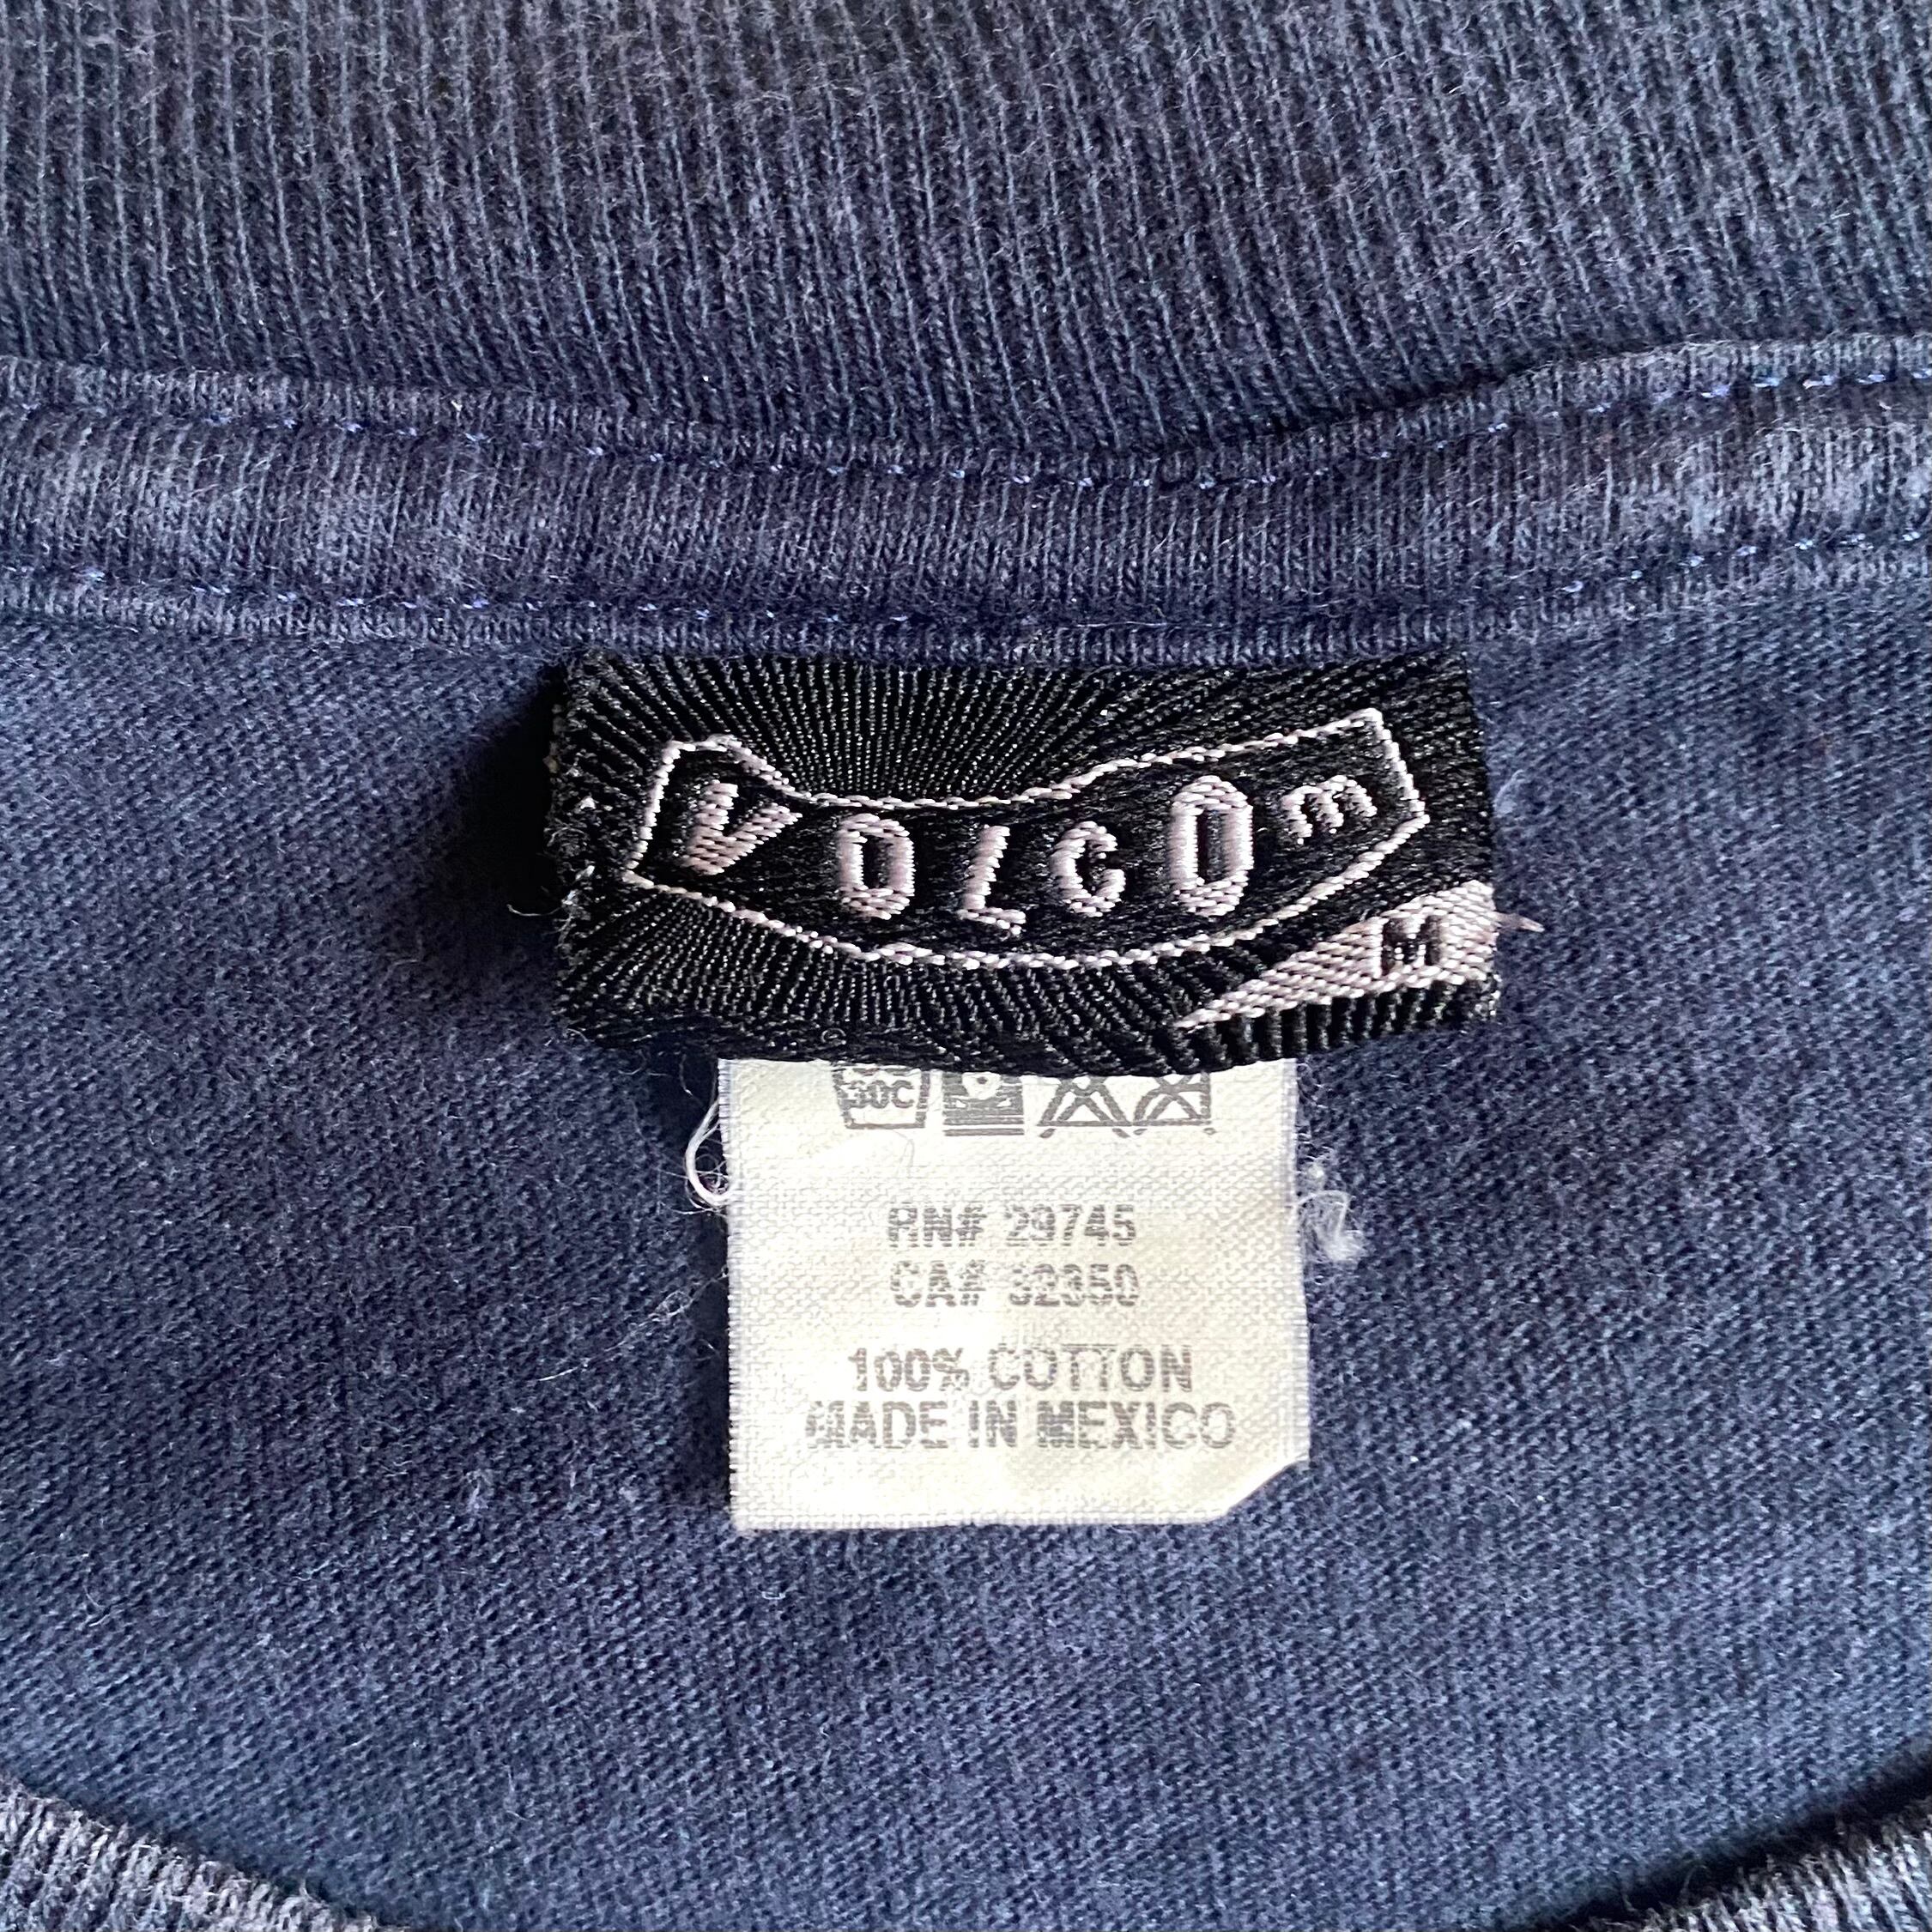 VOLCOm
M
30C
RN# 29745
CA# 32350
100% COTTON
MADE IN MEXICO